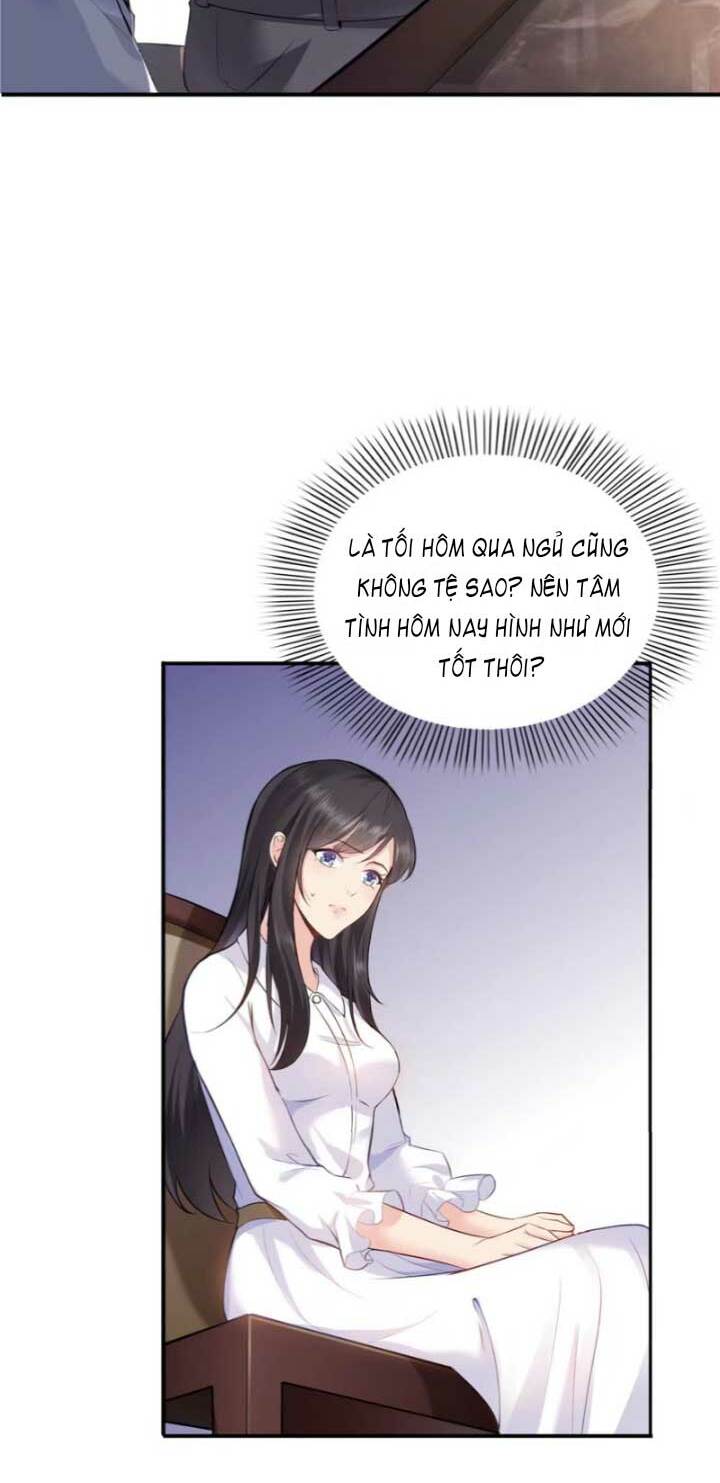 LÀ TỐI HÔM QUA NGỦ CŨNG
KHÔNG TỆ SAO? NÊN TÂM
TÌNH HÔM NAY HÌNH NHƯ MỚI
TỐT THÔI?